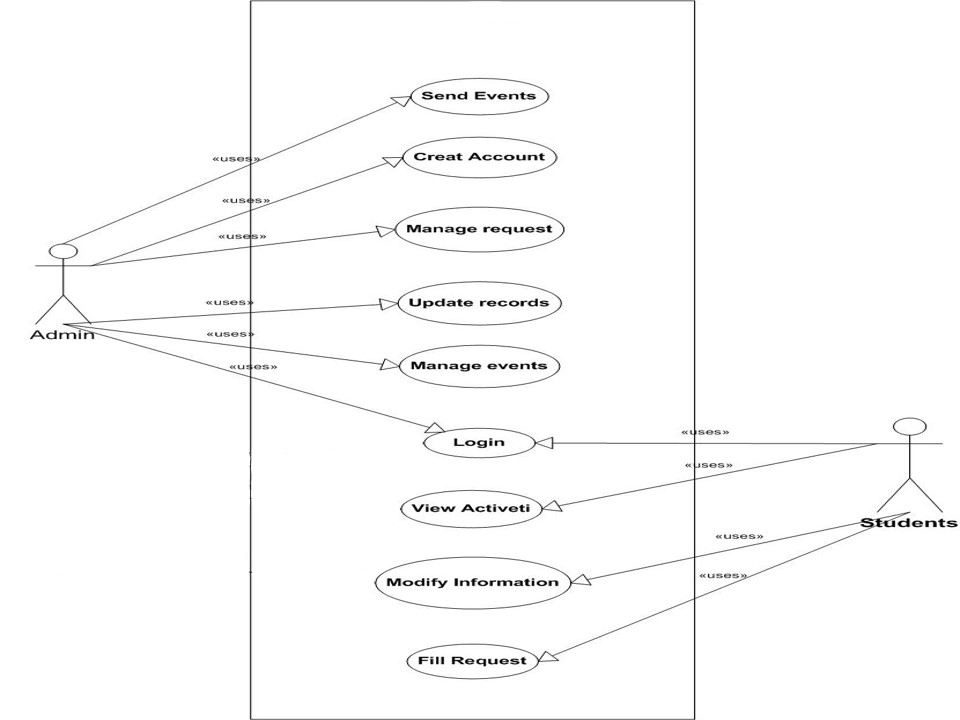 Send Events
«uses»
Creat Account
«uses»
Manage request
«uses»
Update records
«uses»
Admin
«uses»
Manage events
«uses»
Login
«uses»
«uses»
View Activeti
Students
«uses»
Modify Information
«uses»
Fill Request